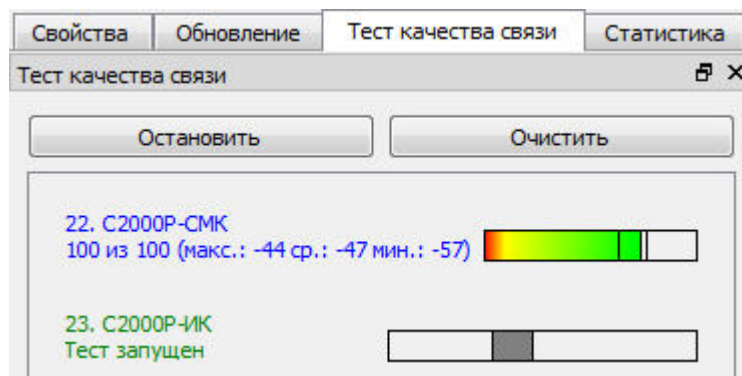 Свойства Обновление Тест качества связи Статистика
Тест качества связи
Остановить Очистить
22. С2000Р-СМК
100 из 100 (макс.: -44 ср.: -47 мин.: -57)
23. С2000Р-ИК
Тест запущен